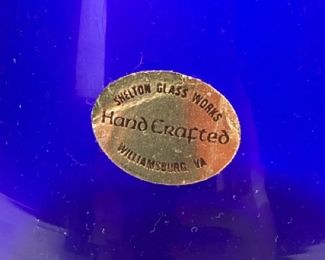 SHELTON GLASS WORKS
Hand Crafted
WILLIAMSBURG, VA